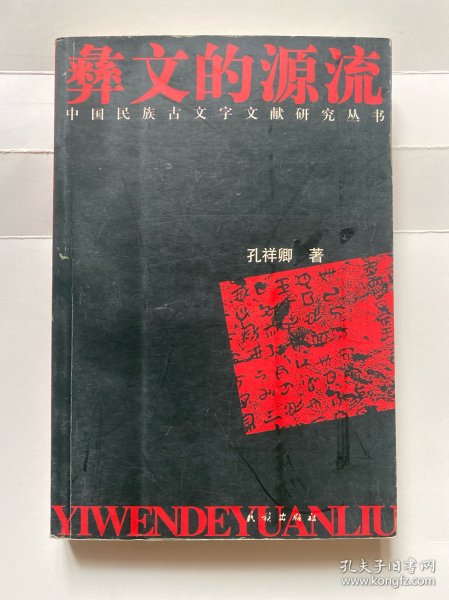 彝文的源流
中国民族古文字文献研究丛书
孔祥卿 著
YIWENDEYUANLIU
民族出版社
孔夫子旧书网
www.kongfz.com